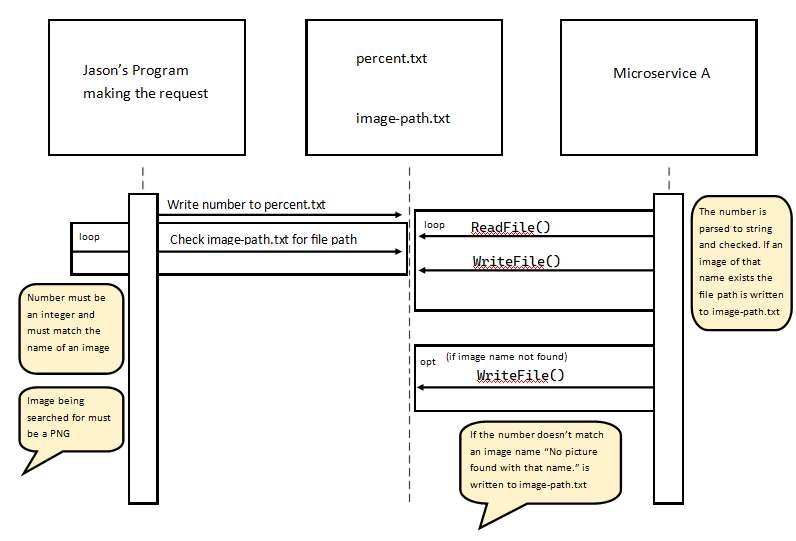 Jason's Program
making the request
percent.txt
image-path.txt
Microservice A
Write number to percent.txt
loop
Check image-path.txt for file path
loop
ReadFile()
WriteFile()
The number is
parsed to string
and checked. If an
image of that
name exists the
file path is written
to image-path.txt
Number must be
an integer and
must match the
name of an image
opt
(if image name not found)
WriteFile()
Image being
searched for must
be a PNG
If the number doesn't match
an image name “No picture
found with that name.” is
written to image-path.txt